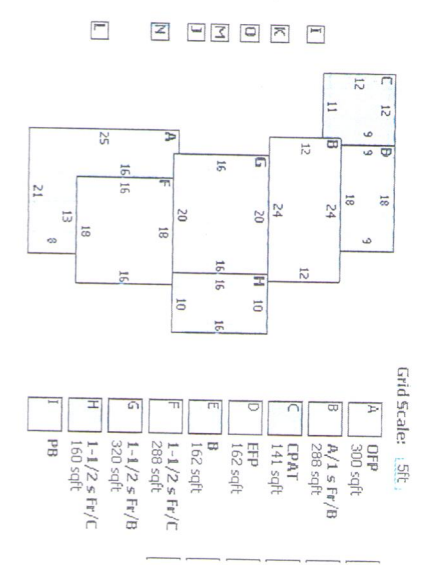 Grid Scale: 5ft
C 12 D 18
9 9 9
12
18
11
B 24
12 12
24
G 20 H 10
16 16 16 16
20 10
A F 18
16 16 16
25
18
13
8
21
A OFP
300 sqft
B A/1 s Fr/B
288 sqft
C CPAT
141 sqft
D EFP
162 sqft
E B
162 sqft
F 1-1/2 s Fr/C
288 sqft
G 1-1/2 s Fr/B
320 sqft
H 1-1/2 s Fr/C
160 sqft
I PB
I
K
O
M
J
N
L